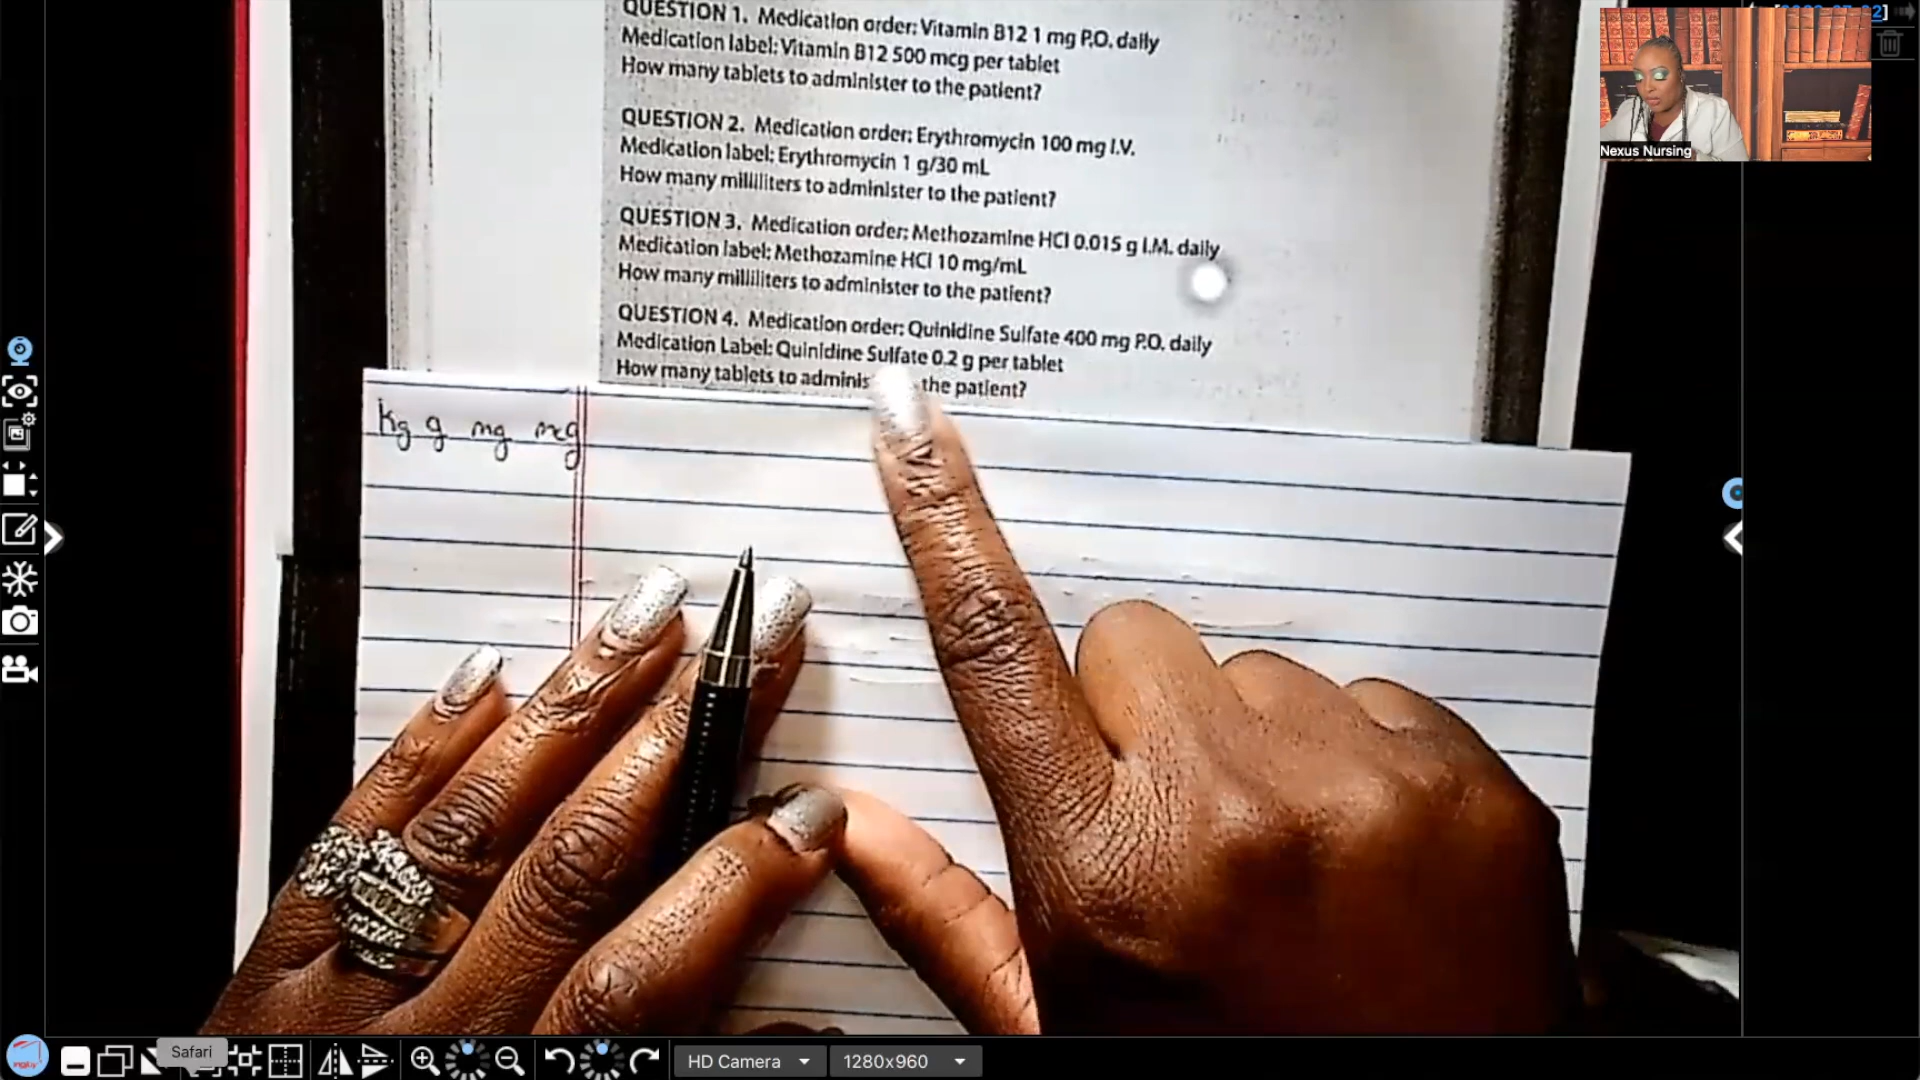 QUESTION 1. Medication order: Vitamin B12 1 mg P.O. daily
Medication label: Vitamin B12 500 mcg per tablet
How many tablets to administer to the patient?
QUESTION 2. Medication order: Erythromycin 100 mg I.V.
Medication label: Erythromycin 1 g/30 mL
How many milliliters to administer to the patient?
QUESTION 3. Medication order: Methozamine HCl 0.015 g I.M. daily
Medication label: Methozamine HCl 10 mg/mL
How many milliliters to administer to the patient?
QUESTION 4. Medication order: Quinidine Sulfate 400 mg P.O. daily
Medication Label: Quinidine Sulfate 0.2 g per tablet
How many tablets to the patient?
Kg g mg mcg
Nexus Nursing
Safari
HD Camera
1280x960